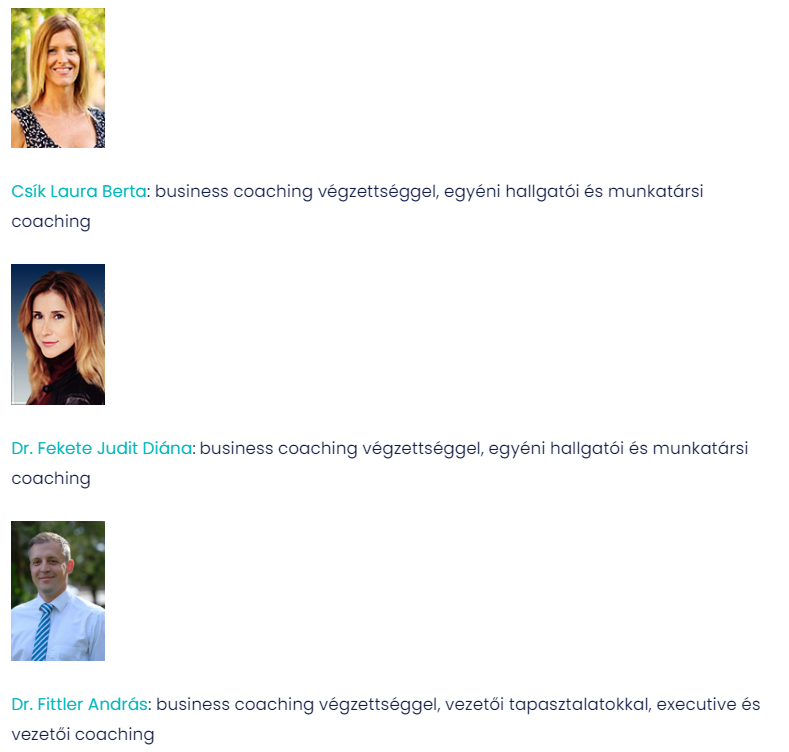 Csík Laura Berta: business coaching végzettséggel, egyéni hallgatói és munkatársi
coaching
Dr. Fekete Judit Diána: business coaching végzettséggel, egyéni hallgatói és munkatársi
coaching
Dr. Fittler András: business coaching végzettséggel, vezetői tapasztalatokkal, executive és
vezetői coaching